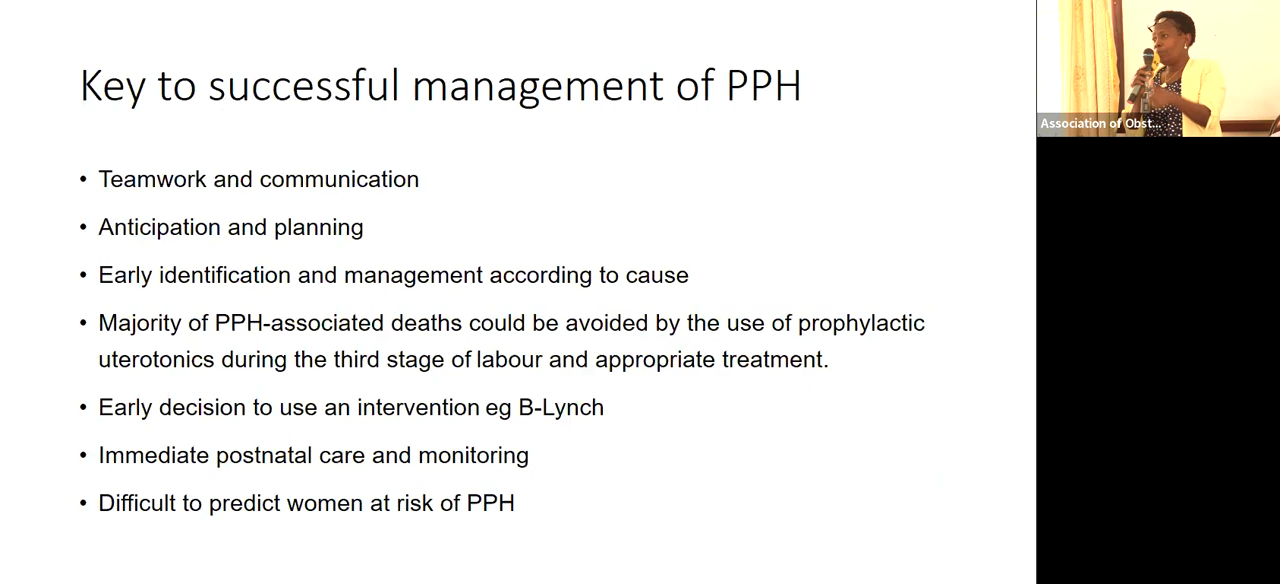 Key to successful management of PPH
• Teamwork and communication
• Anticipation and planning
• Early identification and management according to cause
• Majority of PPH-associated deaths could be avoided by the use of prophylactic
uterotonics during the third stage of labour and appropriate treatment.
• Early decision to use an intervention eg B-Lynch
• Immediate postnatal care and monitoring
• Difficult to predict women at risk of PPH
Association of Obst...